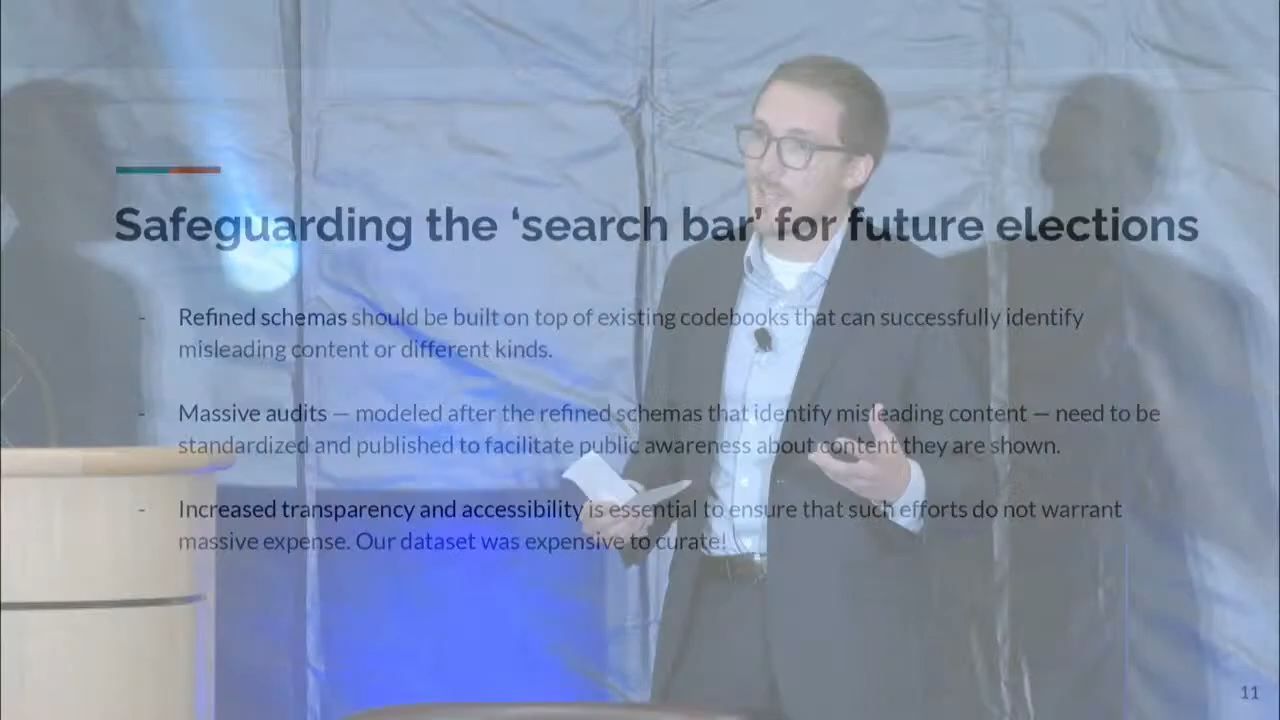 Safeguarding the ‘search bar’ for future elections
- Refined schemas should be built on top of existing codebooks that can successfully identify
misleading content or different kinds.
- Massive audits — modeled after the refined schemas that identify misleading content — need to be
standardized and published to facilitate public awareness about content they are shown.
- Increased transparency and accessibility is essential to ensure that such efforts do not warrant
massive expense. Our dataset was expensive to curate!
11